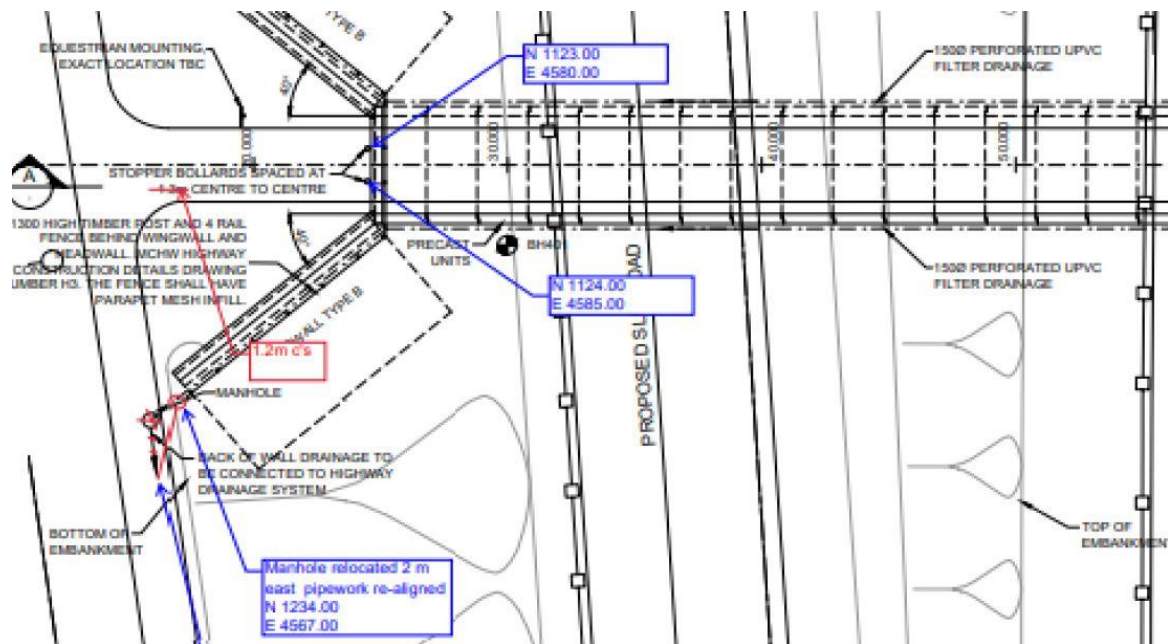 TYPE B
EQUESTRIAN MOUNTING,
EXACT LOCATION TBC
40°
N 1123.00
E 4580.00
150Ø PERFORATED UPVC
FILTER DRAINAGE
30.000
40.000
50.000
A
STOPPER BOLLARDS SPACED AT
CENTRE TO CENTRE
1300 HIGH TIMBER POST AND 4 RAIL
FENCE BEHIND WINGWALL AND
HEADWALL. MCHW HIGHWAY
CONSTRUCTION DETAILS DRAWING
NUMBER H3. THE FENCE SHALL HAVE
PARAPET MESH INFILL.
40°
PRECAST
UNITS
BH401
N 1124.00
E 4585.00
150Ø PERFORATED UPVC
FILTER DRAINAGE
WALL TYPE B
PROPOSED
1.2m c's
MANHOLE
BACK OF WALL DRAINAGE TO
BE CONNECTED TO HIGHWAY
DRAINAGE SYSTEM
BOTTOM OF
EMBANKMENT
TOP OF
EMBANKMENT
Manhole relocated 2 m
east pipework re-aligned
N 1234.00
E 4567.00